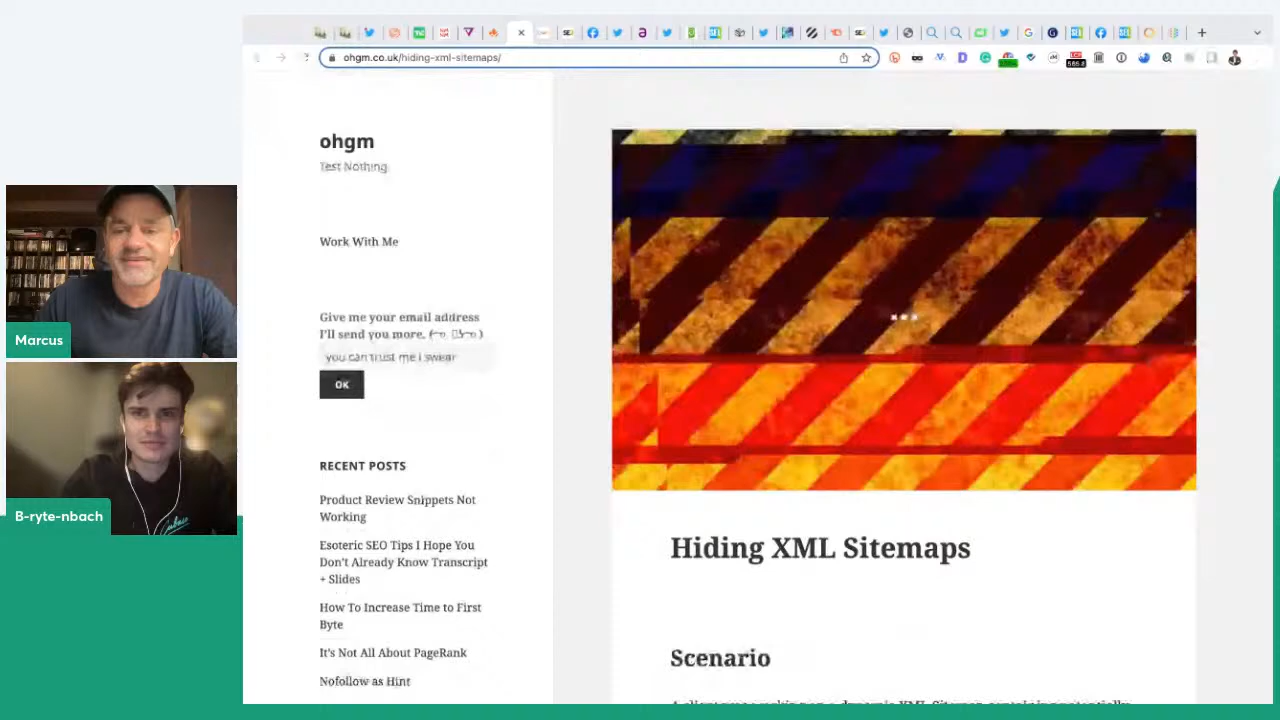 ohgm.co.uk/hiding-xml-sitemaps/
ohgm
Test Nothing
Work With Me
Give me your email address
I'll send you more.
you can trust me i swear
OK
RECENT POSTS
Product Review Snippets Not
Working
Esoteric SEO Tips I Hope You
Don't Already Know Transcript
+ Slides
How To Increase Time to First
Byte
It's Not All About PageRank
Nofollow as Hint
Hiding XML Sitemaps
Scenario
Marcus
B-ryte-nbach